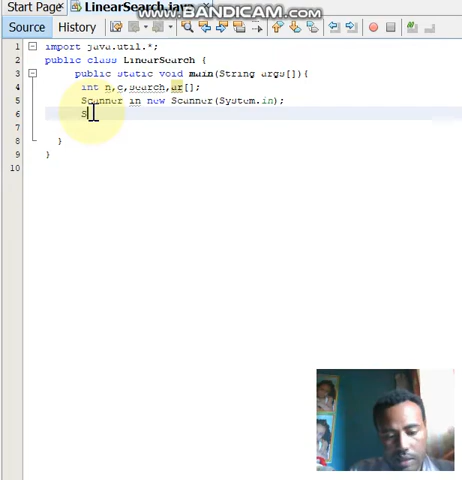 Start Page
LinearSearch.java
WWW.BANDICAM.COM
Source History
1 import java.util.*;
2 public class LinearSearch {
3 public static void main(String args[]){
4 int n,c,search,ar[];
5 Scanner in new Scanner(System.in);
6 S
7
8 }
9 }
10